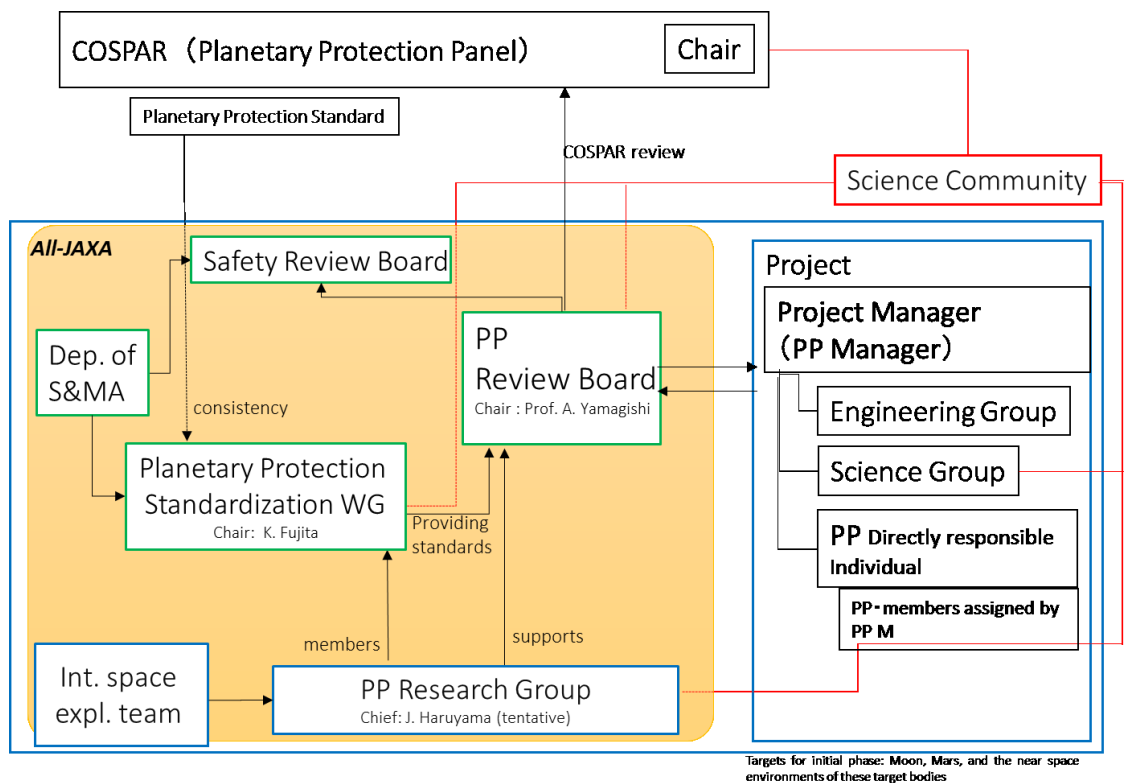 COSPAR（Planetary Protection Panel）
Chair
Planetary Protection Standard
COSPAR review
Science Community
All-JAXA
Safety Review Board
Project
Project Manager
（PP Manager）
PP
Review Board
Chair : Prof. A. Yamagishi
Dep. of
S&MA
consistency
Engineering Group
Planetary Protection
Standardization WG
Chair: K. Fujita
Science Group
Providing
standards
PP Directly responsible
Individual
PP・members assigned by
PP M
members
supports
Int. space
expl. team
PP Research Group
Chief: J. Haruyama (tentative)
Targets for initial phase: Moon, Mars, and the near space
environments of these target bodies